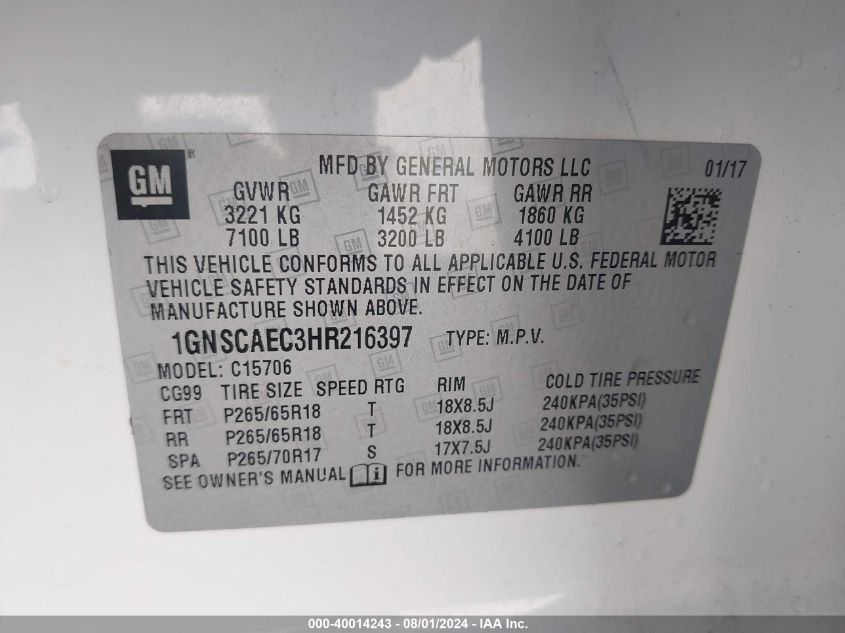 GM
MFD BY GENERAL MOTORS LLC 01/17
GVWR GAWR FRT GAWR RR
3221 KG 1452 KG 1860 KG
7100 LB 3200 LB 4100 LB
THIS VEHICLE CONFORMS TO ALL APPLICABLE U.S. FEDERAL MOTOR
VEHICLE SAFETY STANDARDS IN EFFECT ON THE DATE OF
MANUFACTURE SHOWN ABOVE.
1GNSCAEC3HR216397 TYPE: M.P.V.
MODEL: C15706
CG99 TIRE SIZE SPEED RTG RIM COLD TIRE PRESSURE
FRT P265/65R18 T 18X8.5J 240KPA(35PSI)
RR P265/65R18 T 18X8.5J 240KPA(35PSI)
SPA P265/70R17 S 17X7.5J 240KPA(35PSI)
SEE OWNER'S MANUAL i FOR MORE INFORMATION.
000-40014243 - 08/01/2024 - IAA Inc.